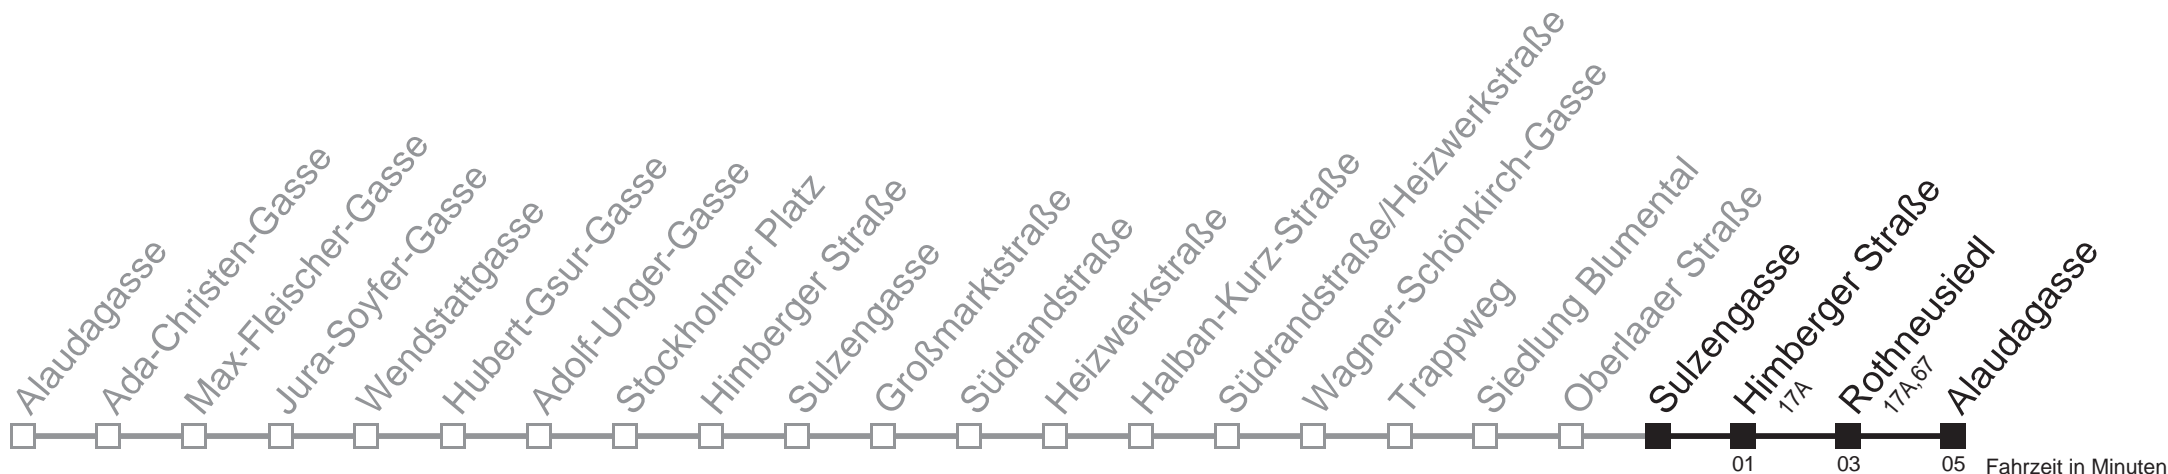 Alaudagasse
Ada-Christen-Gasse
Max-Fleischer-Gasse
Jura-Soyfer-Gasse
Wendstattgasse
Hubert-Gsur-Gasse
Adolf-Unger-Gasse
Stockholmer Platz
Himberger Straße
Sulzengasse
Großmarktstraße
Südrandstraße
Heizwerkstraße
Halban-Kurz-Straße
Südrandstraße/Heizwerkstraße
Wagner-Schönkirch-Gasse
Trappweg
Siedlung Blumental
Oberlaaer Straße
Sulzengasse
Himberger Straße
17A
Rothneusiedl
17A,67
Alaudagasse
01 03 05 Fahrzeit in Minuten